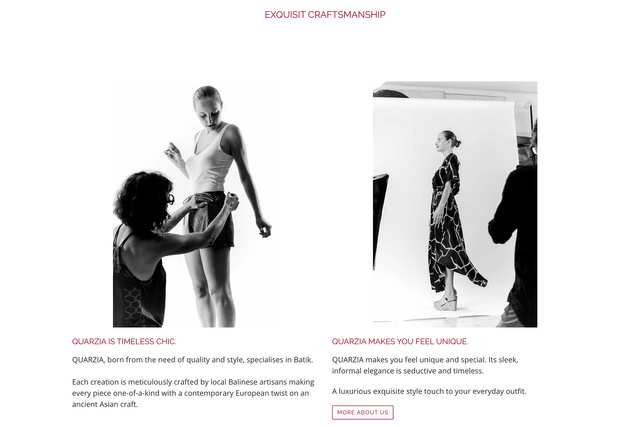 EXQUISIT CRAFTSMANSHIP
QUARZIA IS TIMELESS CHIC.
QUARZIA, born from the need of quality and style, specialises in Batik.
Each creation is meticulously crafted by local Balinese artisans making
every piece one-of-a-kind with a contemporary European twist on an
ancient Asian craft.
QUARZIA MAKES YOU FEEL UNIQUE.
QUARZIA makes you feel unique and special. Its sleek,
informal elegance is seductive and timeless.
A luxurious exquisite style touch to your everyday outfit.
MORE ABOUT US